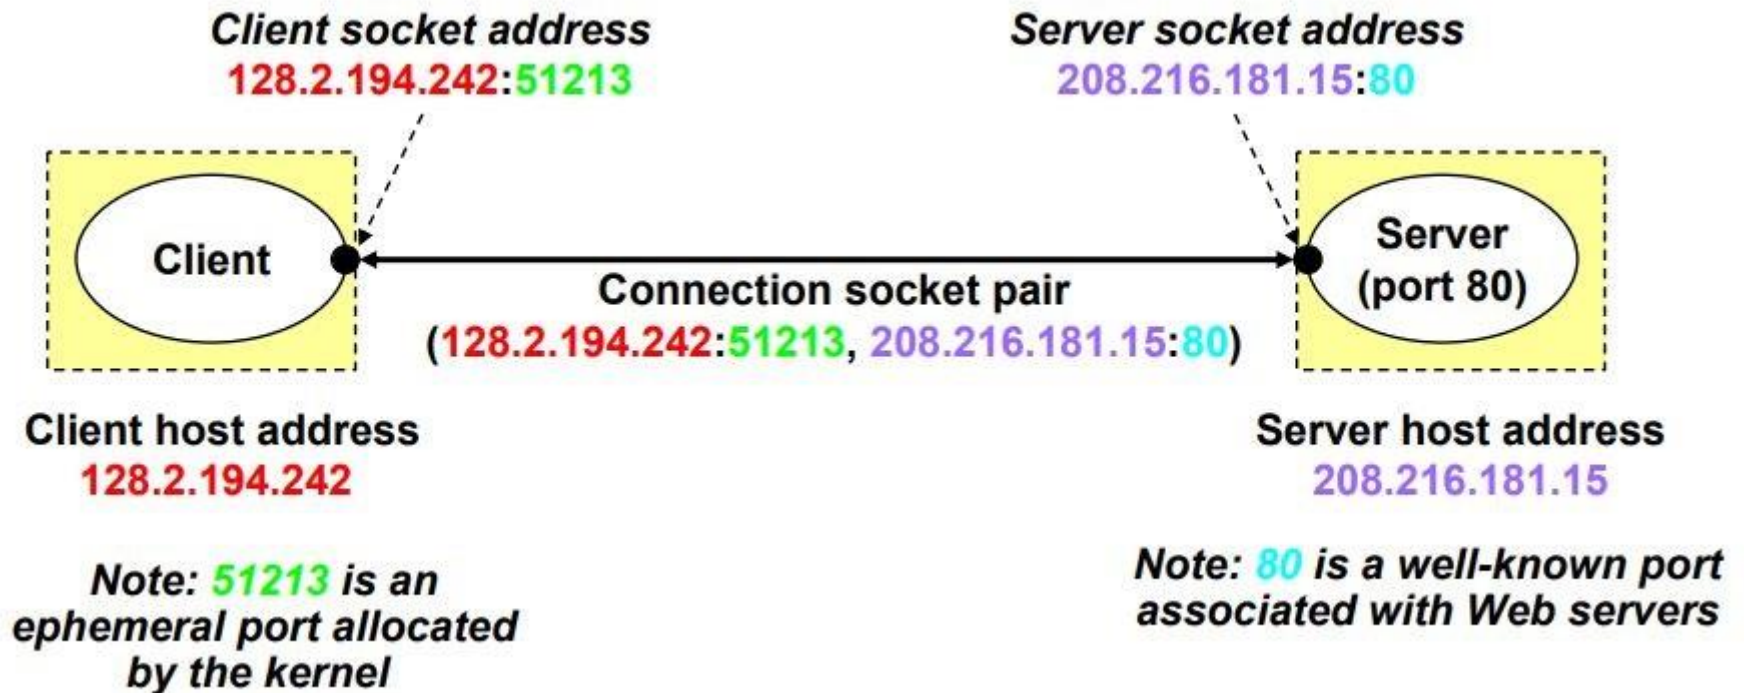 Client socket address
128.2.194.242:51213
Server socket address
208.216.181.15:80
Client
Server
(port 80)
Connection socket pair
(128.2.194.242:51213, 208.216.181.15:80)
Client host address
128.2.194.242
Server host address
208.216.181.15
Note: 51213 is an
ephemeral port allocated
by the kernel
Note: 80 is a well-known port
associated with Web servers